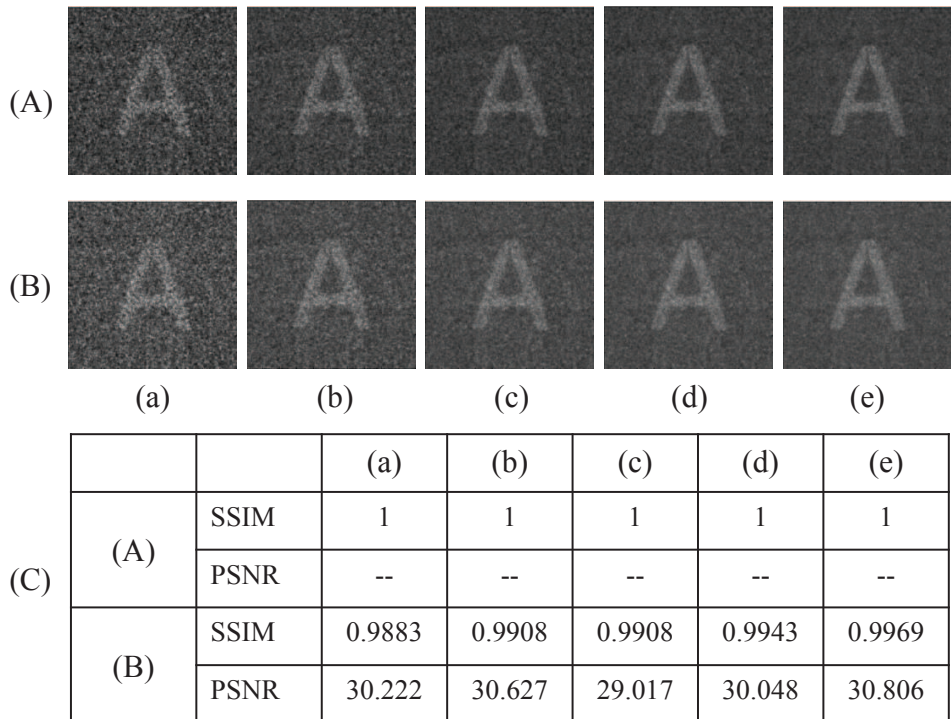 (A)
A A A A A
(B)
A A A A A
(a) (b) (c) (d) (e)
(a) (b) (c) (d) (e)
(C)
(A) SSIM 1 1 1 1 1
PSNR -- -- -- -- --
(B) SSIM 0.9883 0.9908 0.9908 0.9943 0.9969
PSNR 30.222 30.627 29.017 30.048 30.806